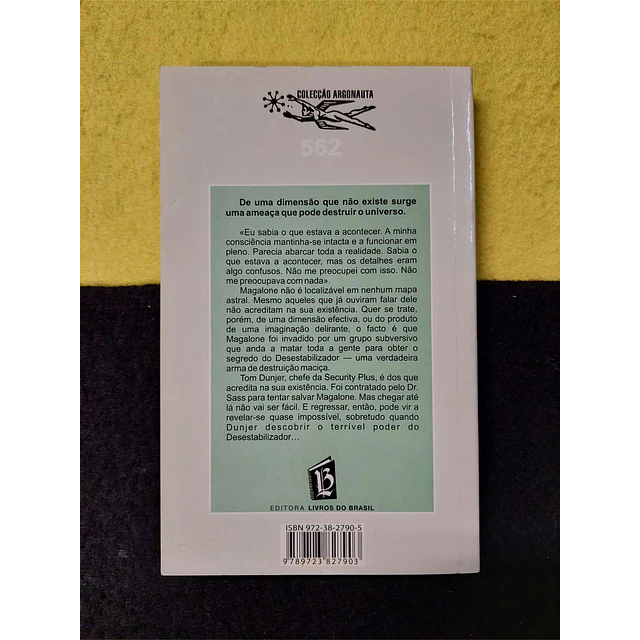 COLECÇÃO ARGONAUTA
562
De uma dimensão que não existe surge
uma ameaça que pode destruir o universo.
«Eu sabia o que estava a acontecer. A minha
consciência mantinha-se intacta e a funcionar em
pleno. Parecia abarcar toda a realidade. Sabia o
que estava a acontecer, mas os detalhes eram
algo confusos. Não me preocupei com isso. Não
me preocupava com nada».
Magalone não é localizável em nenhum mapa
astral. Mesmo aqueles que já ouviram falar dele
não acreditam na sua existência. Quer se trate,
porém, de uma dimensão efectiva, ou do produto
de uma imaginação delirante, o facto é que
Magalone foi invadido por um grupo subversivo
que anda a matar toda a gente para obter o
segredo do Desestabilizador — uma verdadeira
arma de destruição maciça.
Tom Dunjer, chefe da Security Plus, é dos que
acredita na sua existência. Foi contratado pelo Dr.
Sass para tentar salvar Magalone. Mas chegar até
lá não vai ser fácil. E regressar, então, pode vir a
revelar-se quase impossível, sobretudo quando
Dunjer descobrir o terrível poder do
Desestabilizador...
LB
EDITORA LIVROS DO BRASIL
ISBN 972-38-2790-5
9 789723 827903